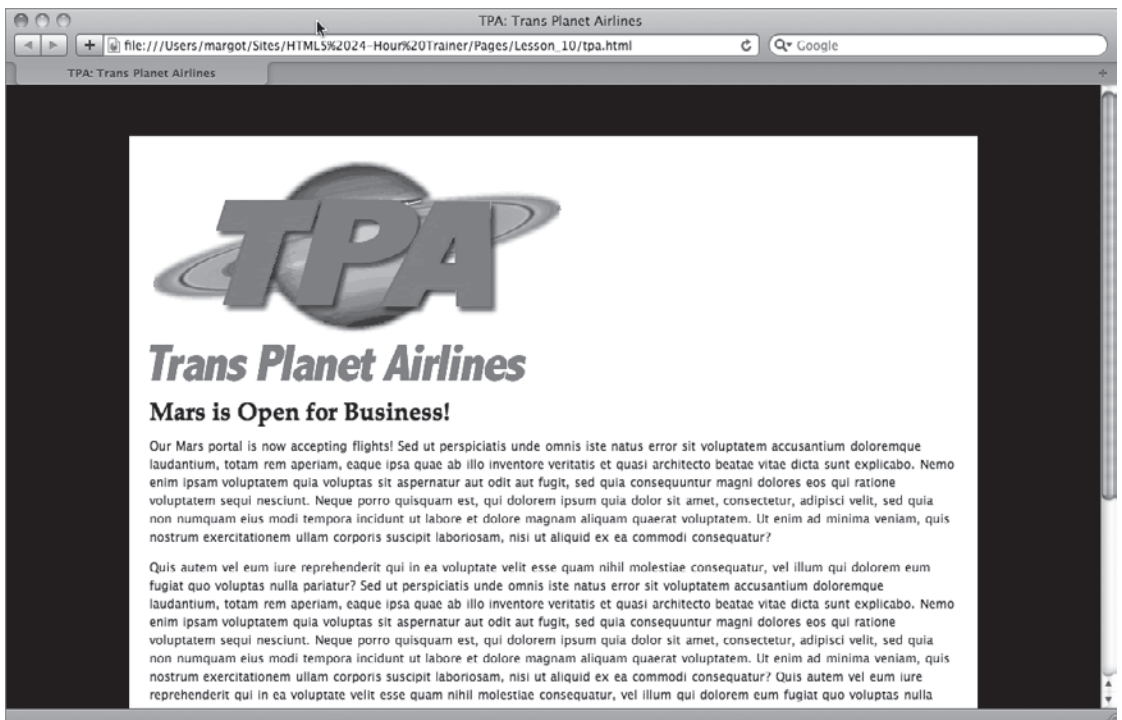 TPA: Trans Planet Airlines
file:///Users/margot/Sites/HTML5%2024-Hour%20Trainer/Pages/Lesson_10/tpa.html
Google
TPA: Trans Planet Airlines
TPA
Trans Planet Airlines
Mars is Open for Business!
Our Mars portal is now accepting flights! Sed ut perspiciatis unde omnis iste natus error sit voluptatem accusantium doloremque
laudantium, totam rem aperiam, eaque ipsa quae ab illo inventore veritatis et quasi architecto beatae vitae dicta sunt explicabo. Nemo
enim ipsam voluptatem quia voluptas sit aspernatur aut odit aut fugit, sed quia consequuntur magni dolores eos qui ratione
voluptatem sequi nesciunt. Neque porro quisquam est, qui dolorem ipsum quia dolor sit amet, consectetur, adipisci velit, sed quia
non numquam eius modi tempora incidunt ut labore et dolore magnam aliquam quaerat voluptatem. Ut enim ad minima veniam, quis
nostrum exercitationem ullam corporis suscipit laboriosam, nisi ut aliquid ex ea commodi consequatur?
Quis autem vel eum iure reprehenderit qui in ea voluptate velit esse quam nihil molestiae consequatur, vel illum qui dolorem eum
fugiat quo voluptas nulla pariatur? Sed ut perspiciatis unde omnis iste natus error sit voluptatem accusantium doloremque
laudantium, totam rem aperiam, eaque ipsa quae ab illo inventore veritatis et quasi architecto beatae vitae dicta sunt explicabo. Nemo
enim ipsam voluptatem quia voluptas sit aspernatur aut odit aut fugit, sed quia consequuntur magni dolores eos qui ratione
voluptatem sequi nesciunt. Neque porro quisquam est, qui dolorem ipsum quia dolor sit amet, consectetur, adipisci velit, sed quia
non numquam eius modi tempora incidunt ut labore et dolore magnam aliquam quaerat voluptatem. Ut enim ad minima veniam, quis
nostrum exercitationem ullam corporis suscipit laboriosam, nisi ut aliquid ex ea commodi consequatur? Quis autem vel eum iure
reprehenderit qui in ea voluptate velit esse quam nihil molestiae consequatur, vel illum qui dolorem eum fugiat quo voluptas nulla